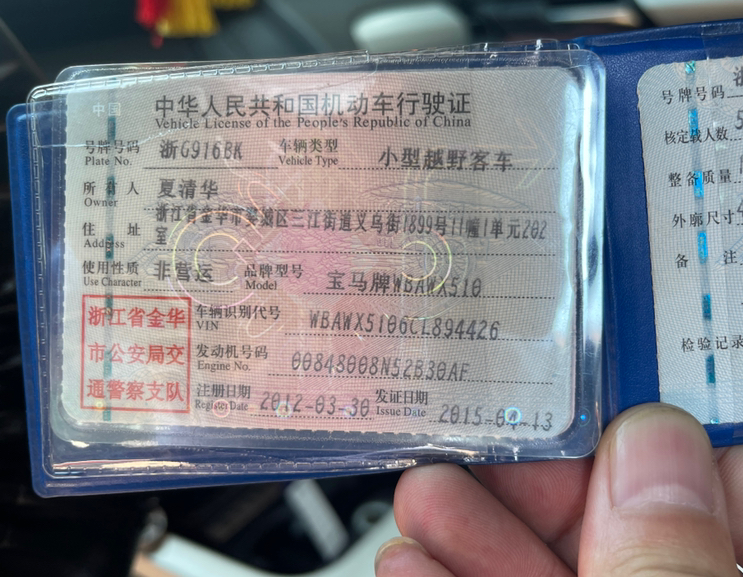 中国
中华人民共和国机动车行驶证
Vehicle License of the People's Republic of China
号牌号码 浙G916BK 车辆类型 小型越野客车
Plate No. Vehicle Type
所有人 夏清华
Owner
浙江省金华市婺城区三江街道义乌街1899号11幢1单元202
住址 室
Address
使用性质 非营运 品牌型号 宝马牌WBAWX510
Use Character Model
浙江省金华
市公安局交
通警察支队
车辆识别代号 WBAWX5106CL894426
VIN
发动机号码 00848008N52B30AF
Engine No.
注册日期 2012-03-30 发证日期 2015-04-13
Register Date Issue Date
号牌号码 浙
核定载人数 5
整备质量
外廓尺寸
备注
检验记录